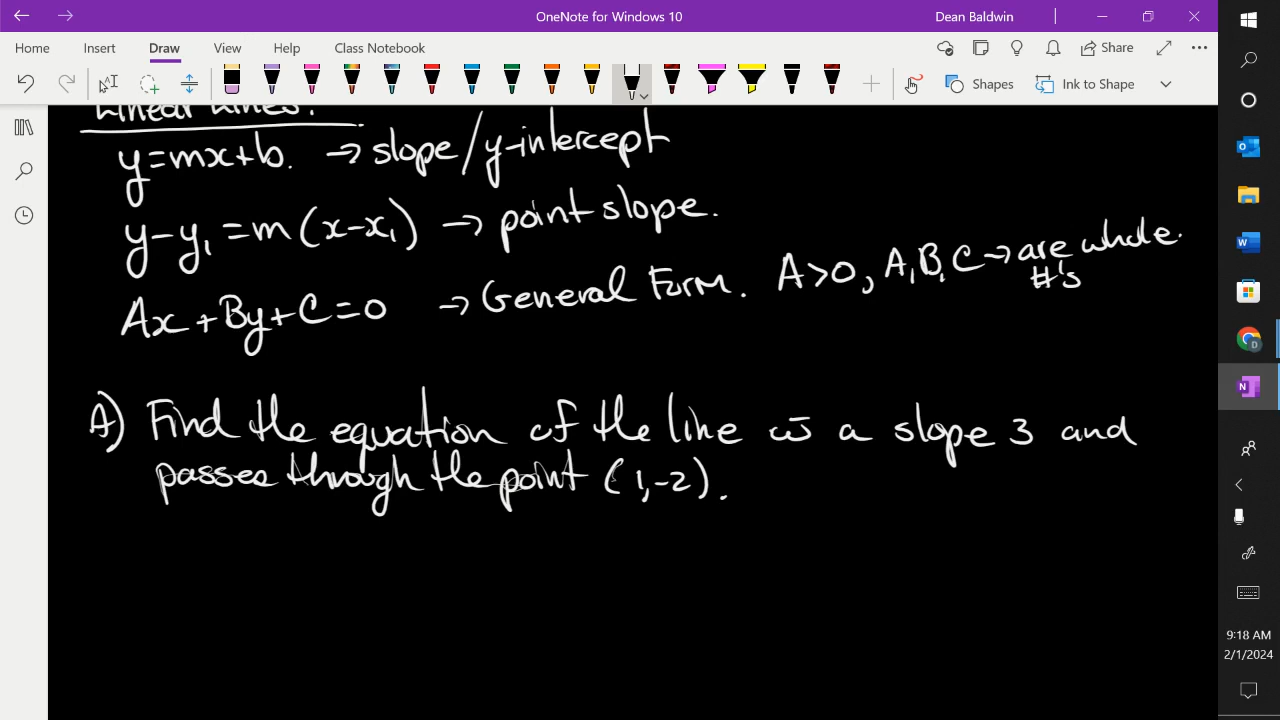 OneNote for Windows 10
Dean Baldwin
Home Insert Draw View Help Class Notebook
Share
Shapes
Ink to Shape
Linear Lines:
y=mx+b. → slope/y-intercept
y-y₁=m(x-x₁) → point slope.
Ax+By+C=0 → General Form. A>0, A,B,C→are whole.
#'s
A) Find the equation of the line w̅ a slope 3 and
passes through the point (1,-2).
9:18 AM
2/1/2024